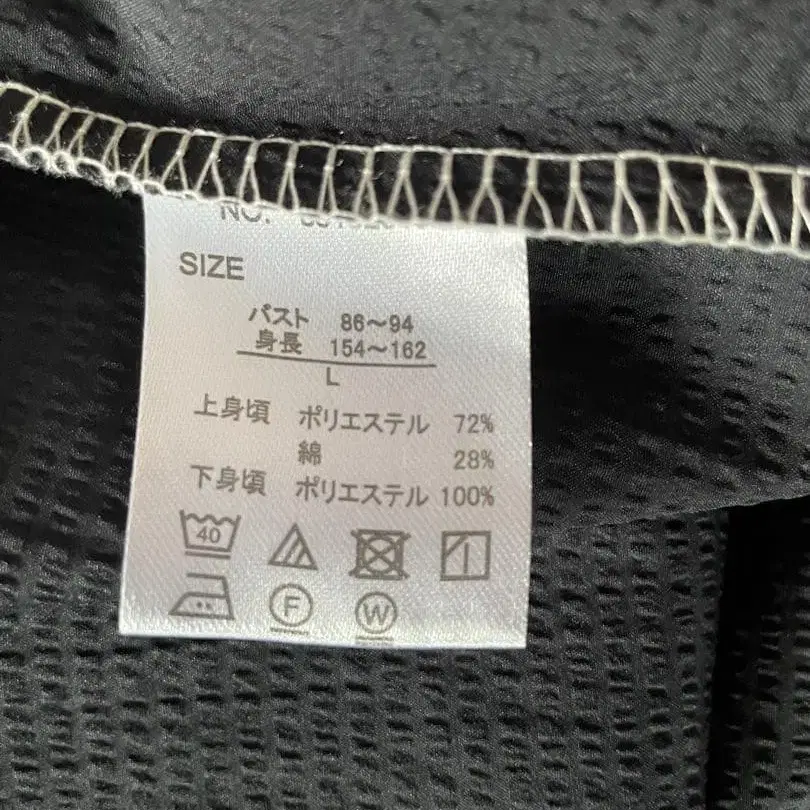 NO.
SIZE
バスト 86～94
身長 154～162
L
上身頃 ポリエステル 72%
綿 28%
下身頃 ポリエステル 100%
40
F
W